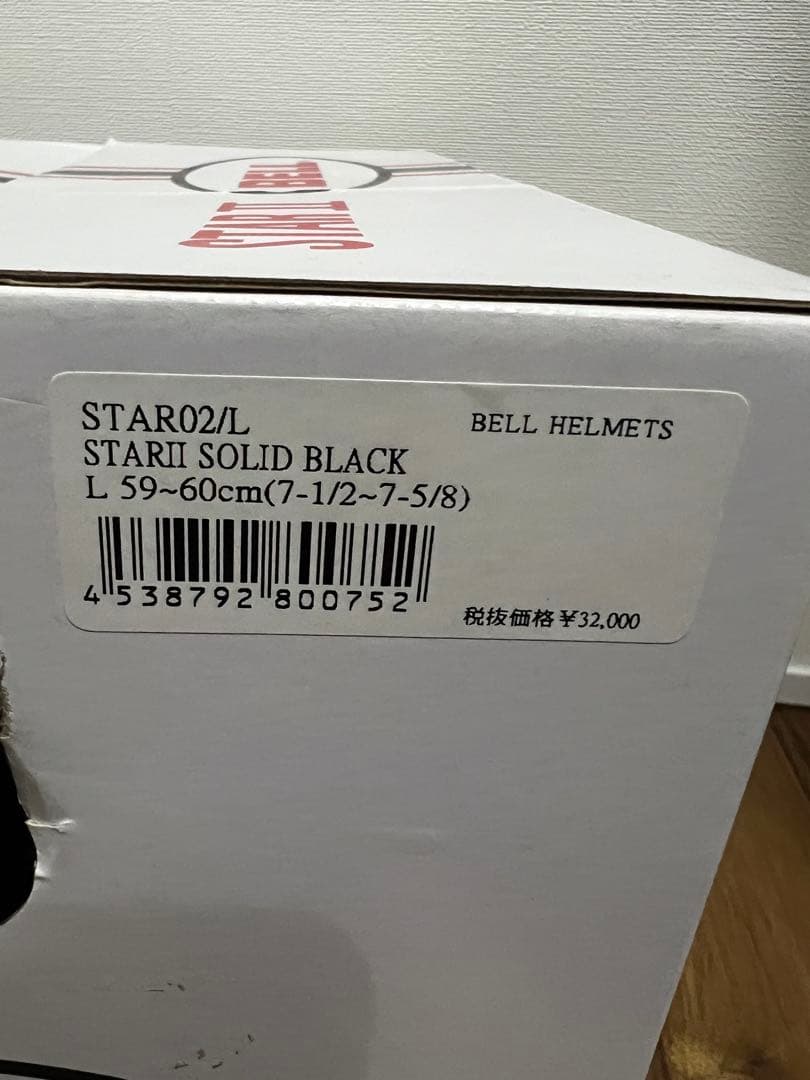 BELL
STAR II
STAR02/L
BELL HELMETS
STARII SOLID BLACK
L 59~60cm(7-1/2~7-5/8)
4 538792 800752
税抜価格¥32,000